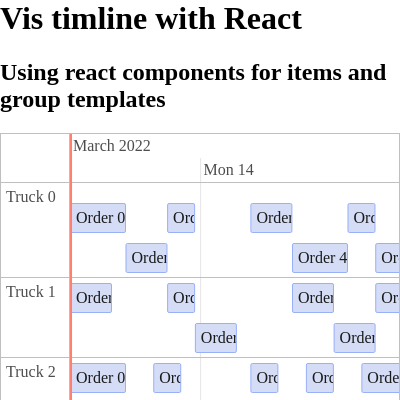 Vis timline with React
Using react components for items and
group templates
March 2022
Mon 14
Truck 0
Order 0 Orc Order Orc
Order Order 4 Or
Truck 1
Order Orc Order Or
Order Order
Truck 2
Order 0 Orc Orc Orc Orde